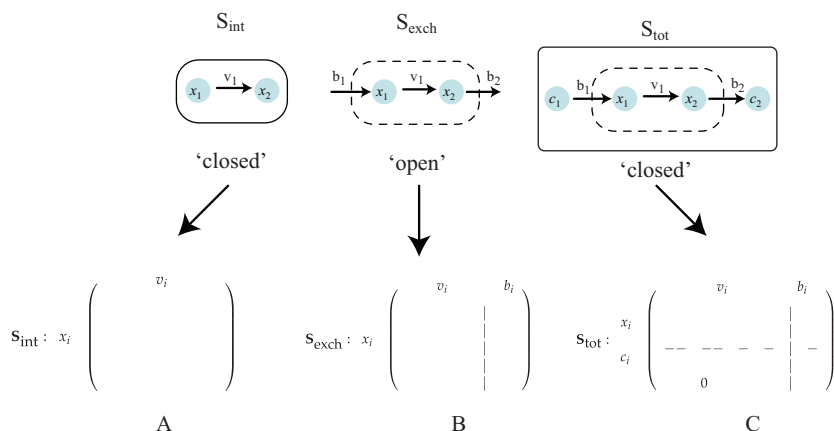 S_int S_exch S_tot
x_1 v_1 x_2
b_1 x_1 v_1 x_2 b_2
c_1 b_1 x_1 v_1 x_2 b_2 c_2
‘closed’ ‘open’ ‘closed’
v_i
S_int : x_i
v_i b_i
S_exch : x_i
v_i b_i
x_i
S_tot :
c_i
0
A B C